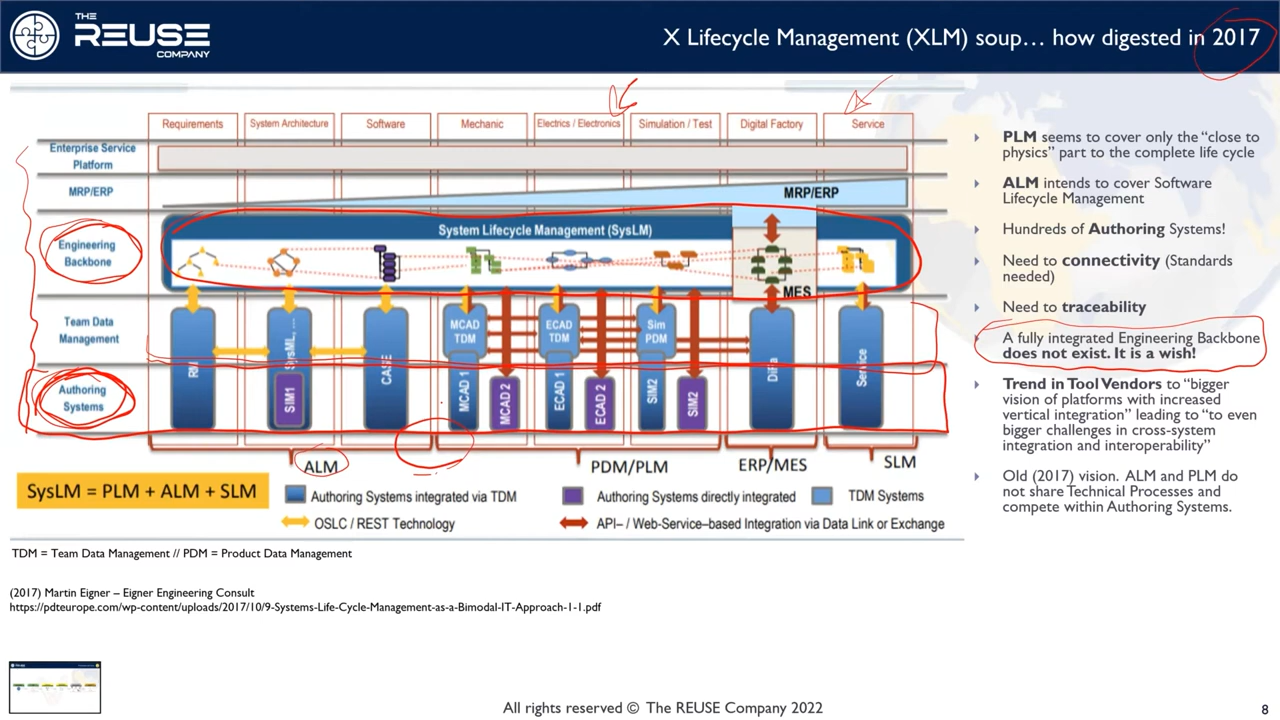 THE
REUSE
COMPANY
X Lifecycle Management (XLM) soup... how digested in 2017
Requirements
System Architecture
Software
Mechanic
Electrics / Electronics
Simulation / Test
Digital Factory
Service
Enterprise Service
Platform
MRP/ERP
MRP/ERP
Engineering
Backbone
System Lifecycle Management (SysLM)
MES
Team Data
Management
Authoring
Systems
RM
SysML, ...
SIM1
CASE
MCAD
TDM
MCAD 1
MCAD 2
ECAD
TDM
ECAD 1
ECAD 2
Sim
PDM
SIM2
SIM2
DiFa
Service
ALM
PDM/PLM
ERP/MES
SLM
SysLM = PLM + ALM + SLM
Authoring Systems integrated via TDM
Authoring Systems directly integrated
TDM Systems
OSLC / REST Technology
API– / Web-Service–based Integration via Data Link or Exchange
TDM = Team Data Management // PDM = Product Data Management
(2017) Martin Eigner – Eigner Engineering Consult
https://pdteurope.com/wp-content/uploads/2017/10/9-Systems-Life-Cycle-Management-as-a-Bimodal-IT-Approach-1-1.pdf
PLM seems to cover only the "close to
physics" part to the complete life cycle
ALM intends to cover Software
Lifecycle Management
Hundreds of Authoring Systems!
Need to connectivity (Standards
needed)
Need to traceability
A fully integrated Engineering Backbone
does not exist. It is a wish!
Trend in Tool Vendors to "bigger
vision of platforms with increased
vertical integration" leading to "to even
bigger challenges in cross-system
integration and interoperability"
Old (2017) vision. ALM and PLM do
not share Technical Processes and
compete within Authoring Systems.
All rights reserved © The REUSE Company 2022
8